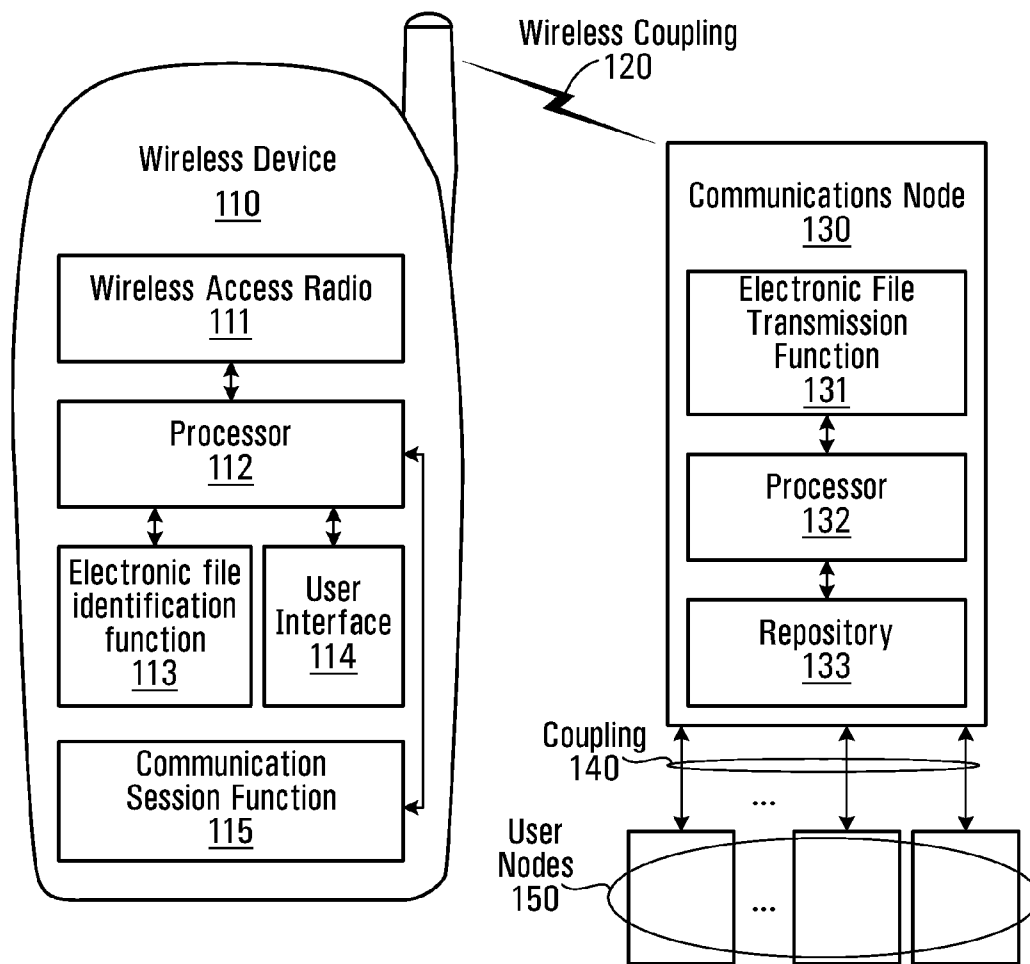 Wireless Coupling
120
Wireless Device
110
Wireless Access Radio
111
Processor
112
Electronic file
identification
function
113
User
Interface
114
Communication
Session Function
115
Communications Node
130
Electronic File
Transmission
Function
131
Processor
132
Repository
133
Coupling
140
...
User
Nodes
150
...